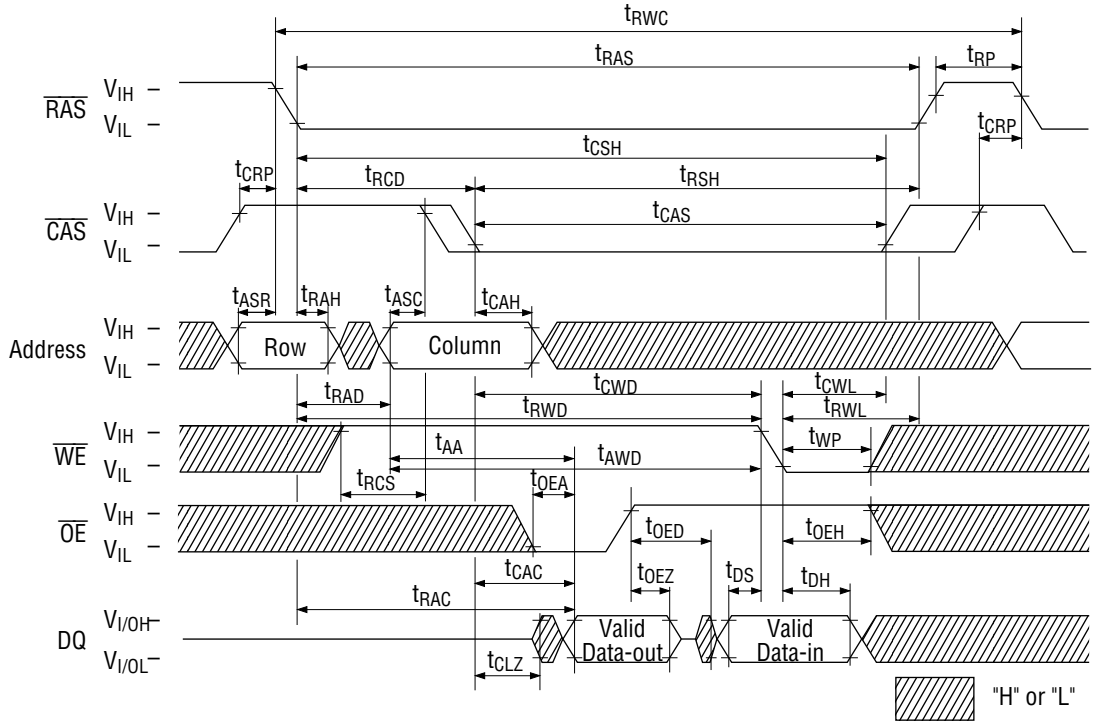 tRWC
tRAS
tRP
RAS
VIH
VIL
tCRP
tCSH
tCRP
tRCD
tRSH
CAS
VIH
VIL
tCAS
tASR
tRAH
tASC
tCAH
Address
VIH
VIL
Row
Column
tCWD
tCWL
tRAD
tRWD
tRWL
WE
VIH
VIL
tAA
tWP
tAWD
tRCS
tOEA
OE
VIH
VIL
tOED
tOEH
tCAC
tOEZ
tDS
tDH
tRAC
DQ
VI/OH
VI/OL
Valid
Data-out
Valid
Data-in
tCLZ
"H" or "L"